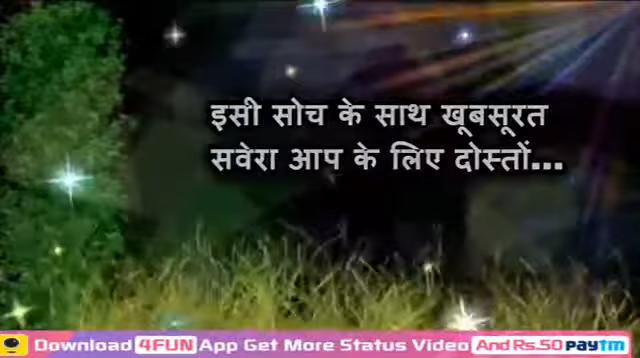 इसी सोच के साथ खूबसूरत
सवेरा आप के लिए दोस्तों...
Download 4FUN App Get More Status Video And Rs.50 Paytm